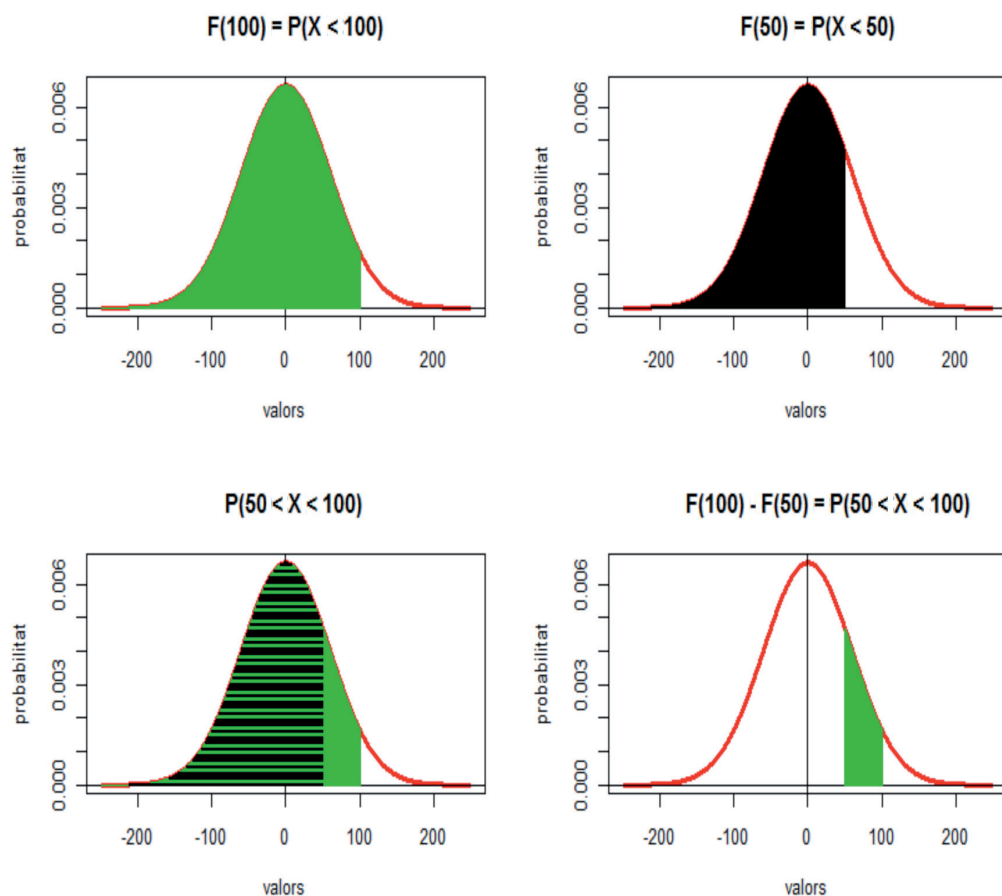 F(100) = P(X < 100)
probabilitat
0.006
0.003
0.000
-200 -100 0 100 200
valors
F(50) = P(X < 50)
probabilitat
0.006
0.003
0.000
-200 -100 0 100 200
valors
P(50 < X < 100)
probabilitat
0.006
0.003
0.000
-200 -100 0 100 200
valors
F(100) - F(50) = P(50 < X < 100)
probabilitat
0.006
0.003
0.000
-200 -100 0 100 200
valors